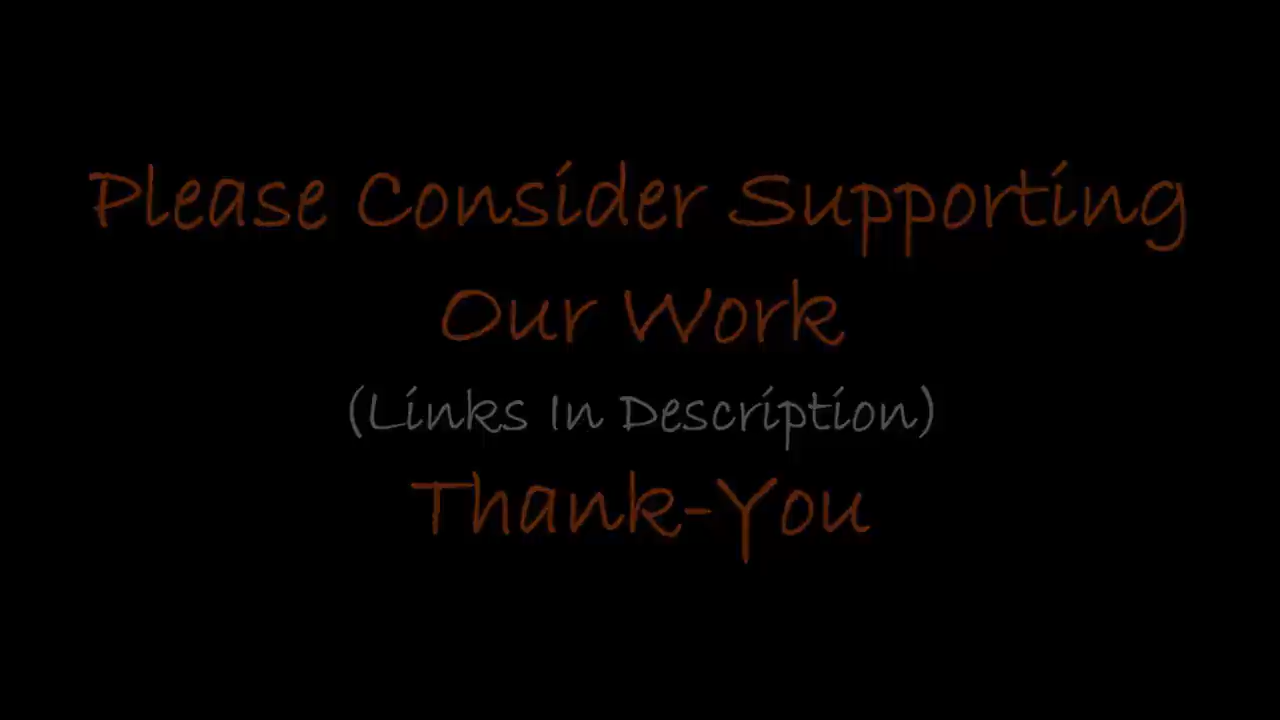 Please Consider Supporting
Our Work
(Links In Description)
Thank-You